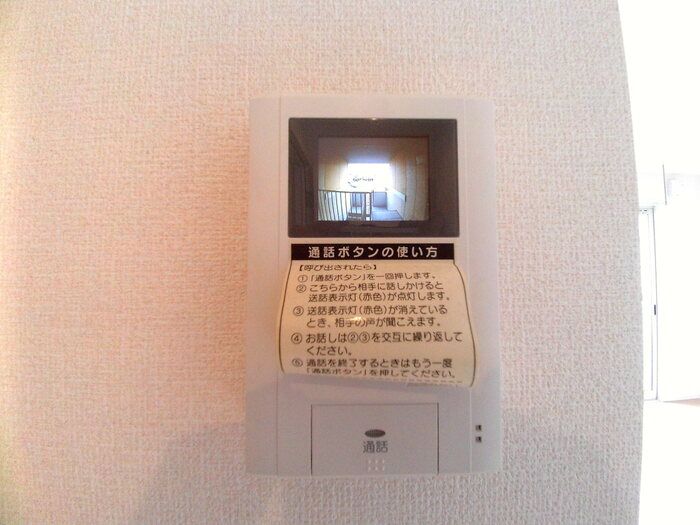 通話ボタンの使い方
【呼び出されたら】
①「通話ボタン」を一回押します。
②こちらから相手に話しかけると
送話表示灯(赤色)が点灯します。
③送話表示灯(赤色)が消えている
とき、相手の声が聞こえます。
④お話しは②③を交互に繰り返して
ください。
⑤通話を終了するときはもう一度
「通話ボタン」を押してください。
通話